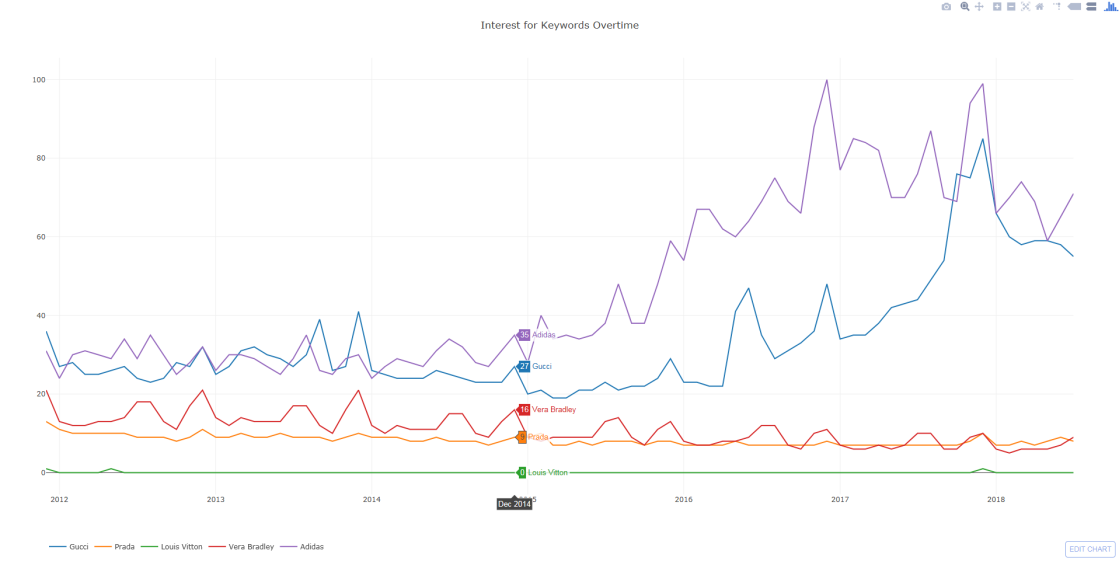 Interest for Keywords Overtime
100
80
60
40
20
0
35 Adidas
27 Gucci
16 Vera Bradley
9 Prada
0 Louis Vitton
2012
2013
2014
2015
2016
2017
2018
Dec 2014
Gucci
Prada
Louis Vitton
Vera Bradley
Adidas
EDIT CHART